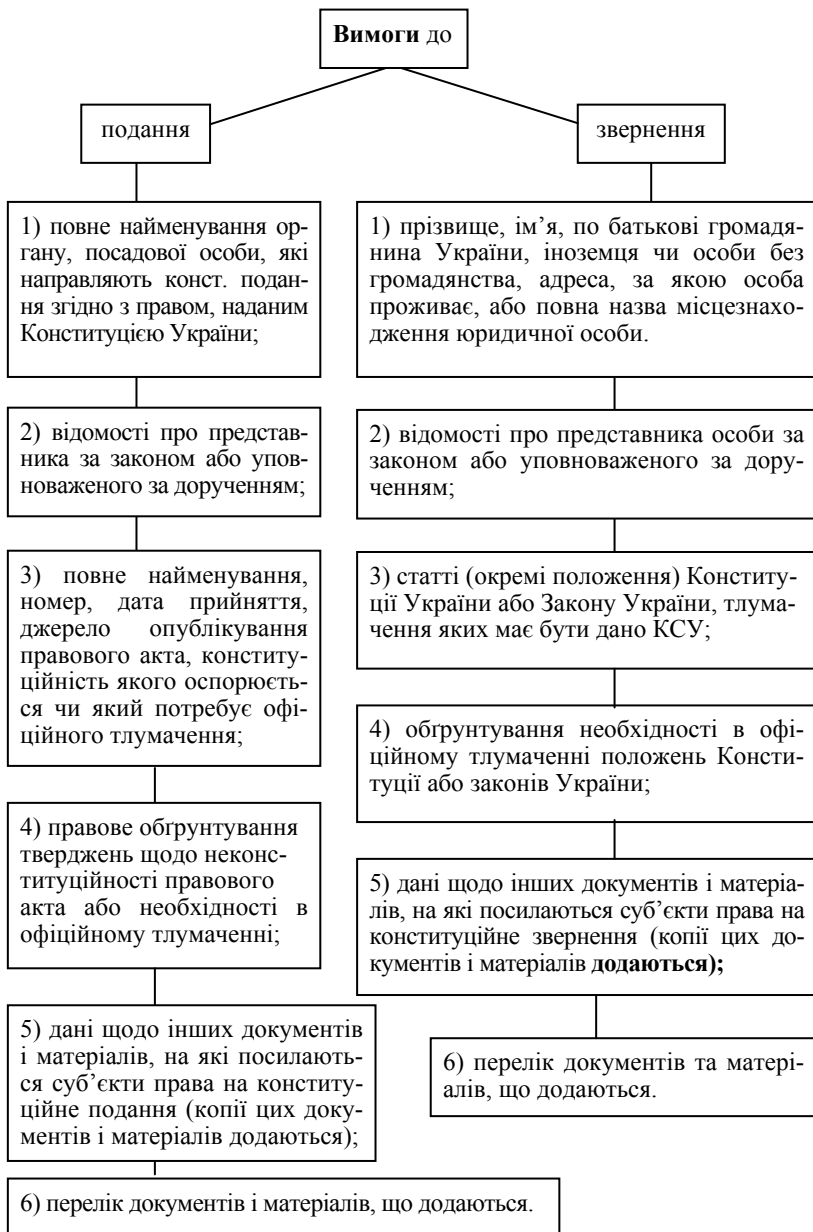 Вимоги до
подання
звернення
1) повне найменування ор-
гану, посадової особи, які
направляють конст. подан-
ня згідно з правом, наданим
Конституцією України;
2) відомості про представ-
ника за законом або упов-
новаженого за дорученням;
3) повне найменування,
номер, дата прийняття,
джерело опублікування
правового акта, конститу-
ційність якого оспорюєть-
ся чи який потребує офі-
ційного тлумачення;
4) правове обґрунтування
тверджень щодо неконс-
титуційності правового
акта або необхідності в
офіційному тлумаченні;
5) дані щодо інших документів
і матеріалів, на які посилають-
ся суб’єкти права на конститу-
ційне подання (копії цих доку-
ментів і матеріалів додаються);
6) перелік документів і матеріалів, що додаються.
1) прізвище, ім’я, по батькові громадя-
нина України, іноземця чи особи без
громадянства, адреса, за якою особа
проживає, або повна назва місцезнахо-
дження юридичної особи.
2) відомості про представника особи за
законом або уповноваженого за дору-
ченням;
3) статті (окремі положення) Конститу-
ції України або Закону України, тлума-
чення яких має бути дано КСУ;
4) обґрунтування необхідності в офі-
ційному тлумаченні положень Консти-
туції або законів України;
5) дані щодо інших документів і матеріа-
лів, на які посилаються суб’єкти права на
конституційне звернення (копії цих до-
кументів і матеріалів додаються);
6) перелік документів та матері-
алів, що додаються.